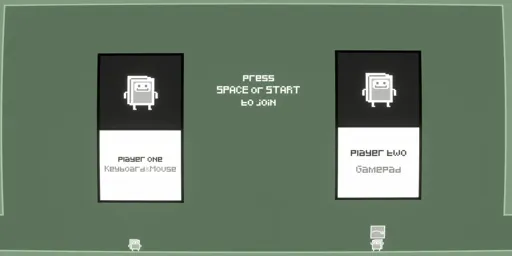 PRESS
SPACE or START
to JOIN
PLAYER ONE
Keyboard&Mouse
PLAYER TWO
Gamepad